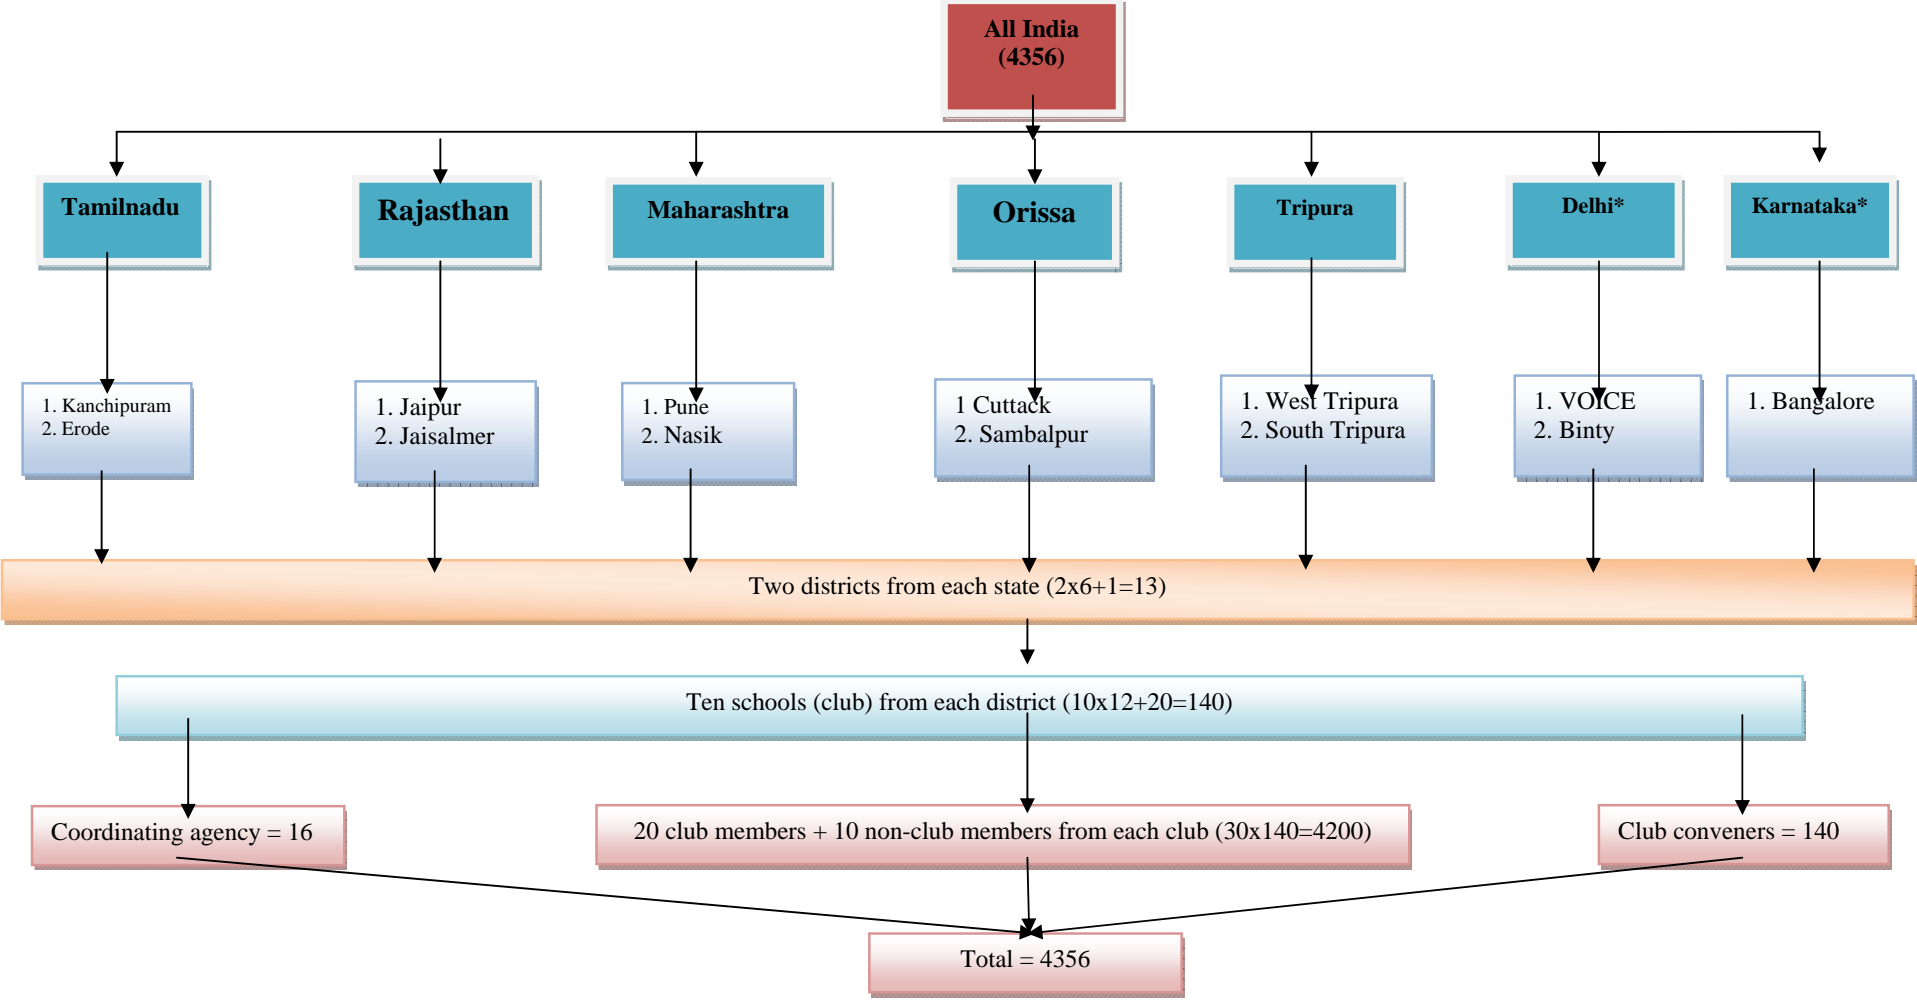 All India
(4356)
Tamilnadu
Rajasthan
Maharashtra
Orissa
Tripura
Delhi*
Karnataka*
1. Kanchipuram
2. Erode
1. Jaipur
2. Jaisalmer
1. Pune
2. Nasik
1 Cuttack
2. Sambalpur
1. West Tripura
2. South Tripura
1. VOICE
2. Binty
1. Bangalore
Two districts from each state (2x6+1=13)
Ten schools (club) from each district (10x12+20=140)
Coordinating agency = 16
20 club members + 10 non-club members from each club (30x140=4200)
Club conveners = 140
Total = 4356